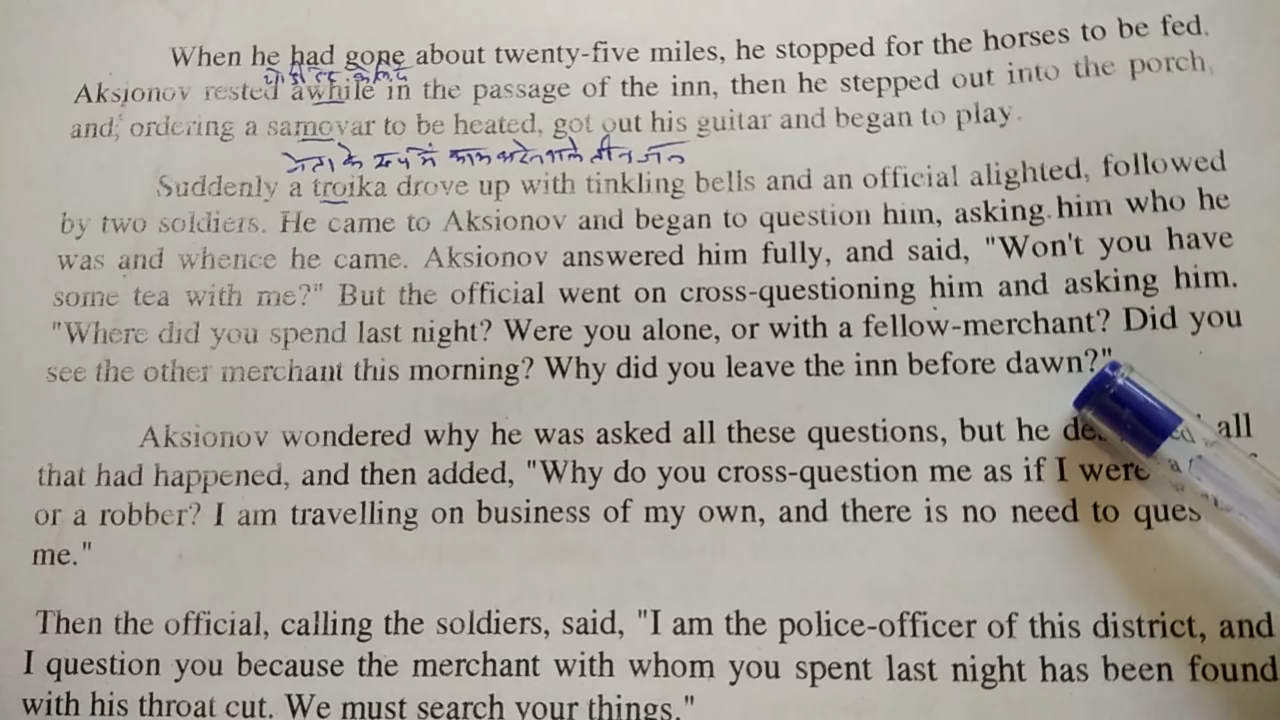 When he had gone about twenty-five miles, he stopped for the horses to be fed.
Aksionov rested awhile in the passage of the inn, then he stepped out into the porch,
and, ordering a samovar to be heated, got out his guitar and began to play.
नेता के रूप में काम करनेवाले तीन जन
Suddenly a troika drove up with tinkling bells and an official alighted, followed
by two soldiers. He came to Aksionov and began to question him, asking him who he
was and whence he came. Aksionov answered him fully, and said, "Won't you have
some tea with me?" But the official went on cross-questioning him and asking him.
"Where did you spend last night? Were you alone, or with a fellow-merchant? Did you
see the other merchant this morning? Why did you leave the inn before dawn?"
Aksionov wondered why he was asked all these questions, but he all
that had happened, and then added, "Why do you cross-question me as if I were a
or a robber? I am travelling on business of my own, and there is no need to
me."
Then the official, calling the soldiers, said, "I am the police-officer of this district, and
I question you because the merchant with whom you spent last night has been found
with his throat cut. We must search your things."